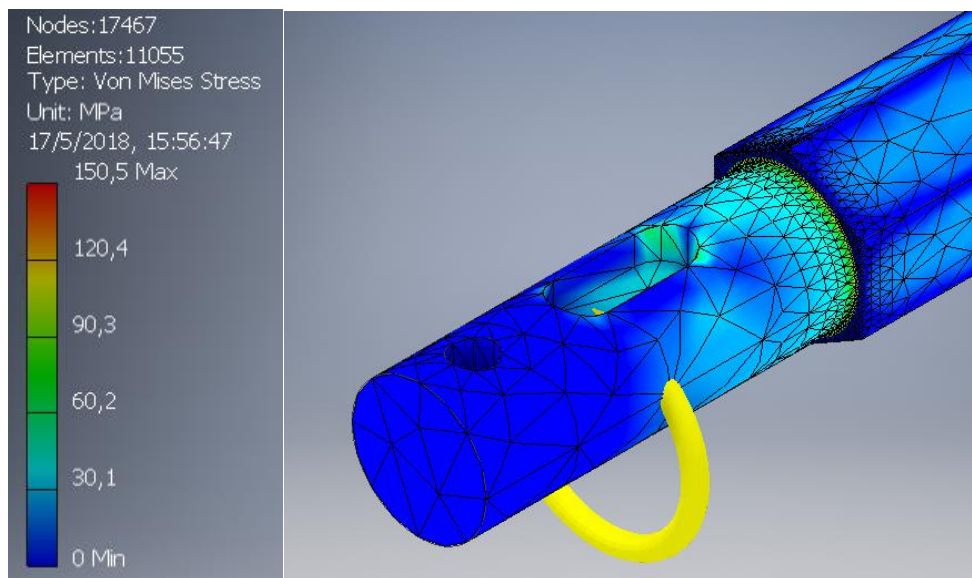 Nodes:17467
Elements:11055
Type: Von Mises Stress
Unit: MPa
17/5/2018, 15:56:47
150,5 Max
120,4
90,3
60,2
30,1
0 Min